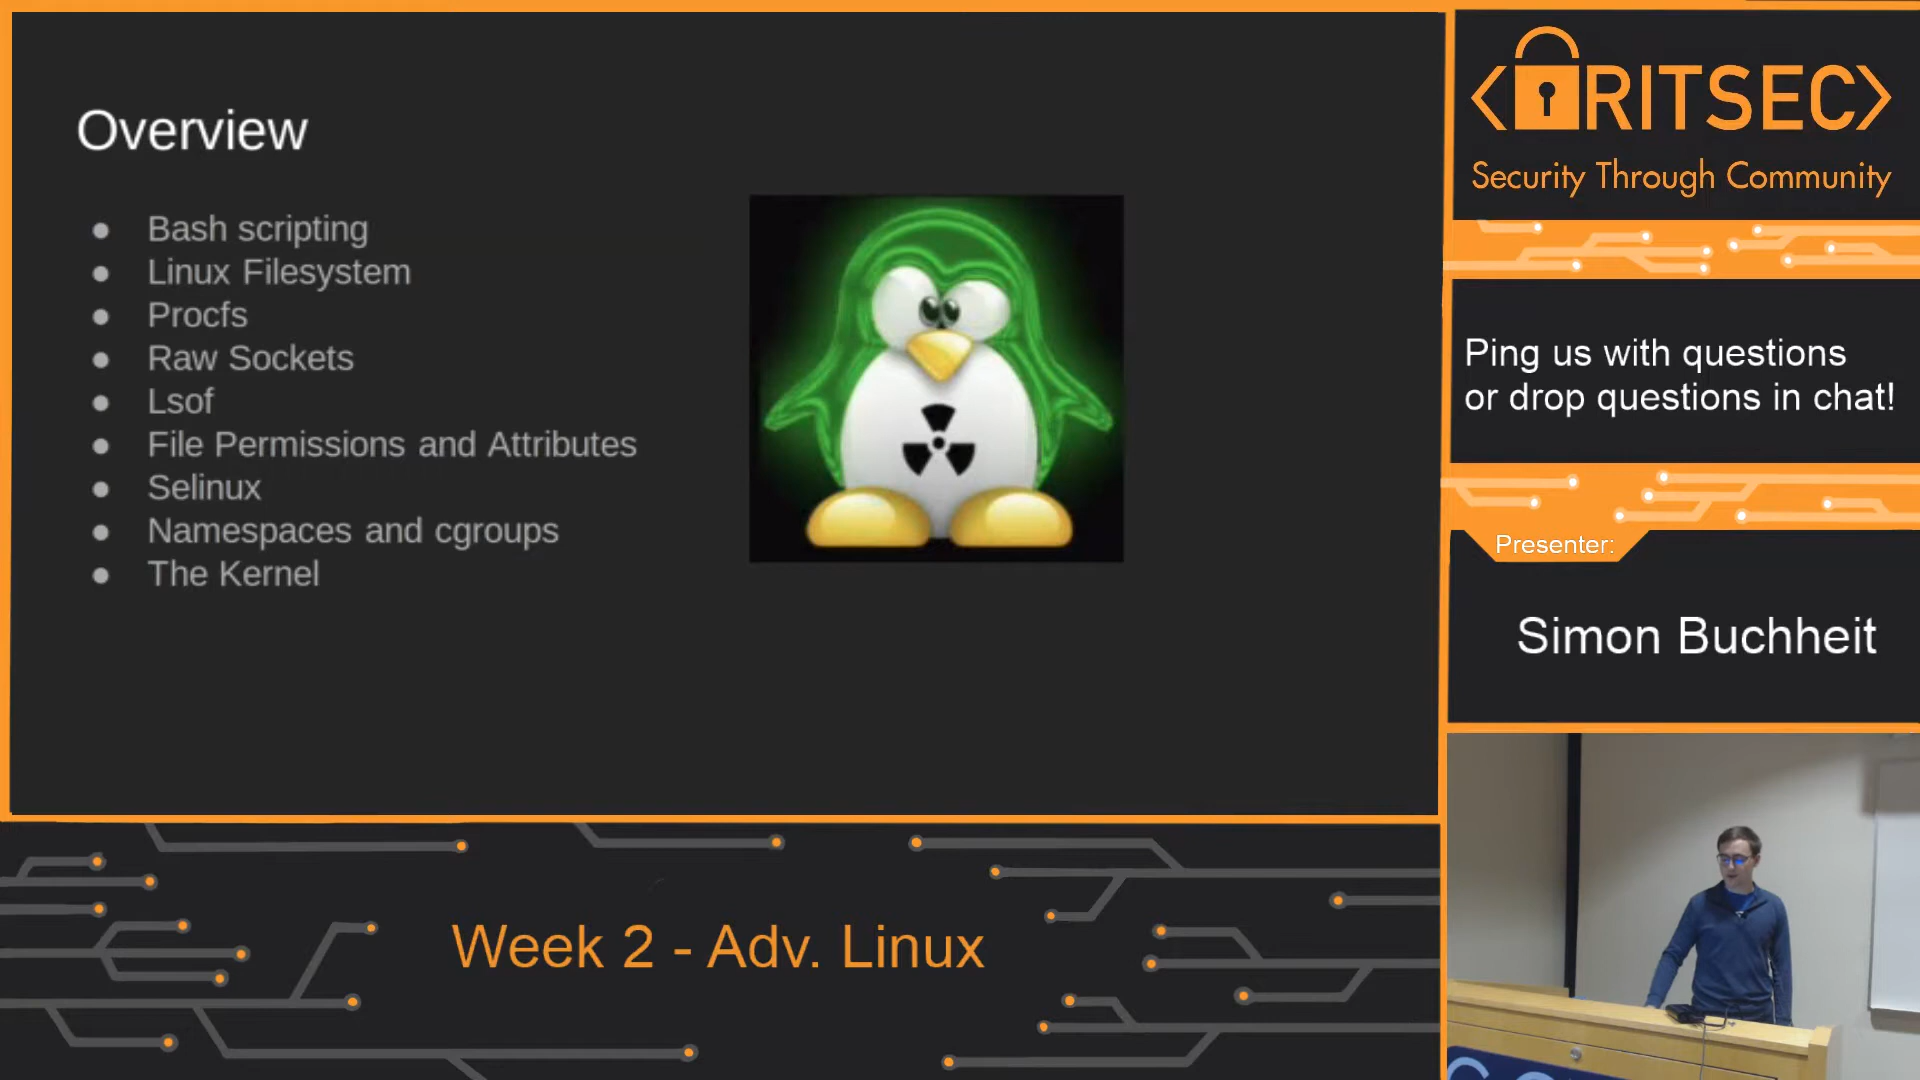 Overview
● Bash scripting
● Linux Filesystem
● Procfs
● Raw Sockets
● Lsof
● File Permissions and Attributes
● Selinux
● Namespaces and cgroups
● The Kernel
<RITSEC>
Security Through Community
Ping us with questions
or drop questions in chat!
Presenter:
Simon Buchheit
Week 2 - Adv. Linux